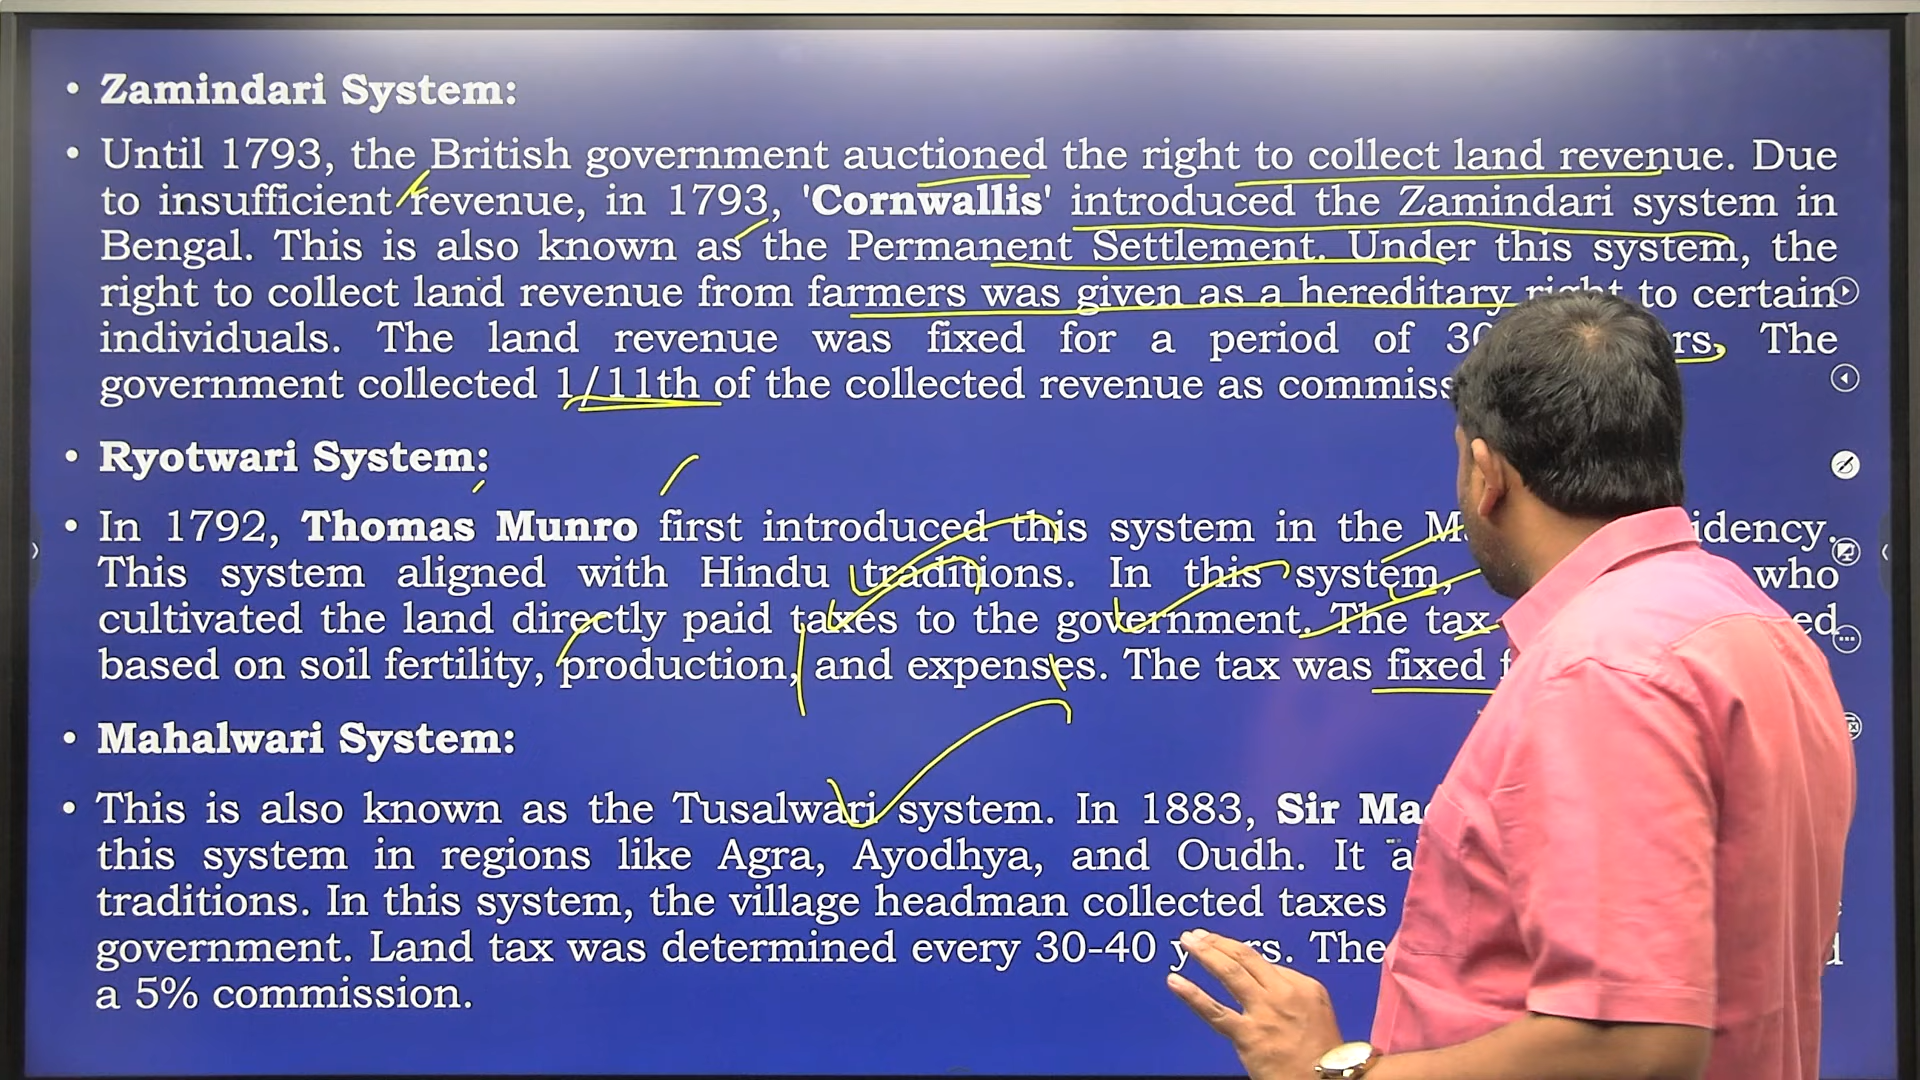 • Zamindari System:
• Until 1793, the British government auctioned the right to collect land revenue. Due
to insufficient revenue, in 1793, 'Cornwallis' introduced the Zamindari system in
Bengal. This is also known as the Permanent Settlement. Under this system, the
right to collect land revenue from farmers was given as a hereditary right to certain
individuals. The land revenue was fixed for a period of The
government collected 1/11th of the collected revenue as
• Ryotwari System:
• In 1792, Thomas Munro first introduced this system in the
This system aligned with Hindu traditions. In this system, who
cultivated the land directly paid taxes to the government. The tax
based on soil fertility, production, and expenses. The tax was fixed
• Mahalwari System:
• This is also known as the Tusalwari system. In 1883, Sir
this system in regions like Agra, Ayodhya, and Oudh. It
traditions. In this system, the village headman collected taxes
government. Land tax was determined every 30-40 The
a 5% commission.